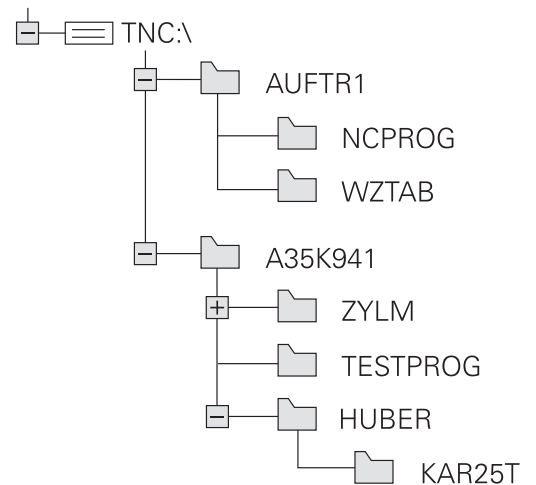 TNC:\
AUFTR1
NCPROG
WZTAB
A35K941
ZYLM
TESTPROG
HUBER
KAR25T